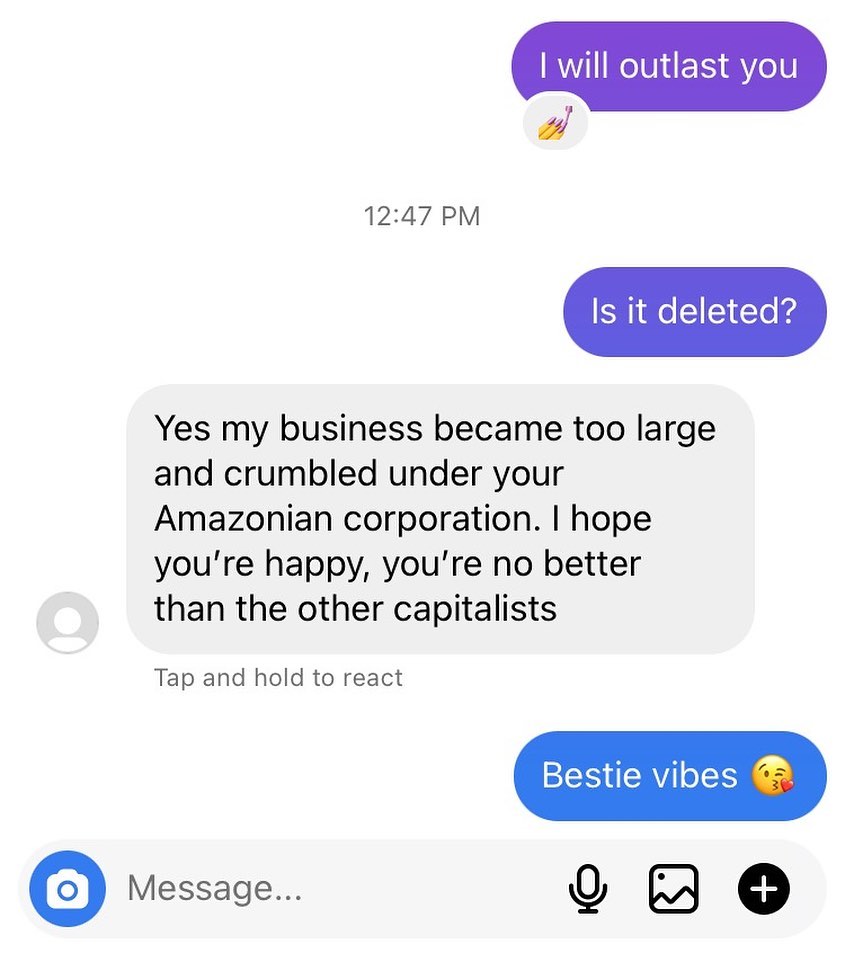 I will outlast you
12:47 PM
Is it deleted?
Yes my business became too large
and crumbled under your
Amazonian corporation. I hope
you’re happy, you’re no better
than the other capitalists
Tap and hold to react
Bestie vibes 😘
Message...